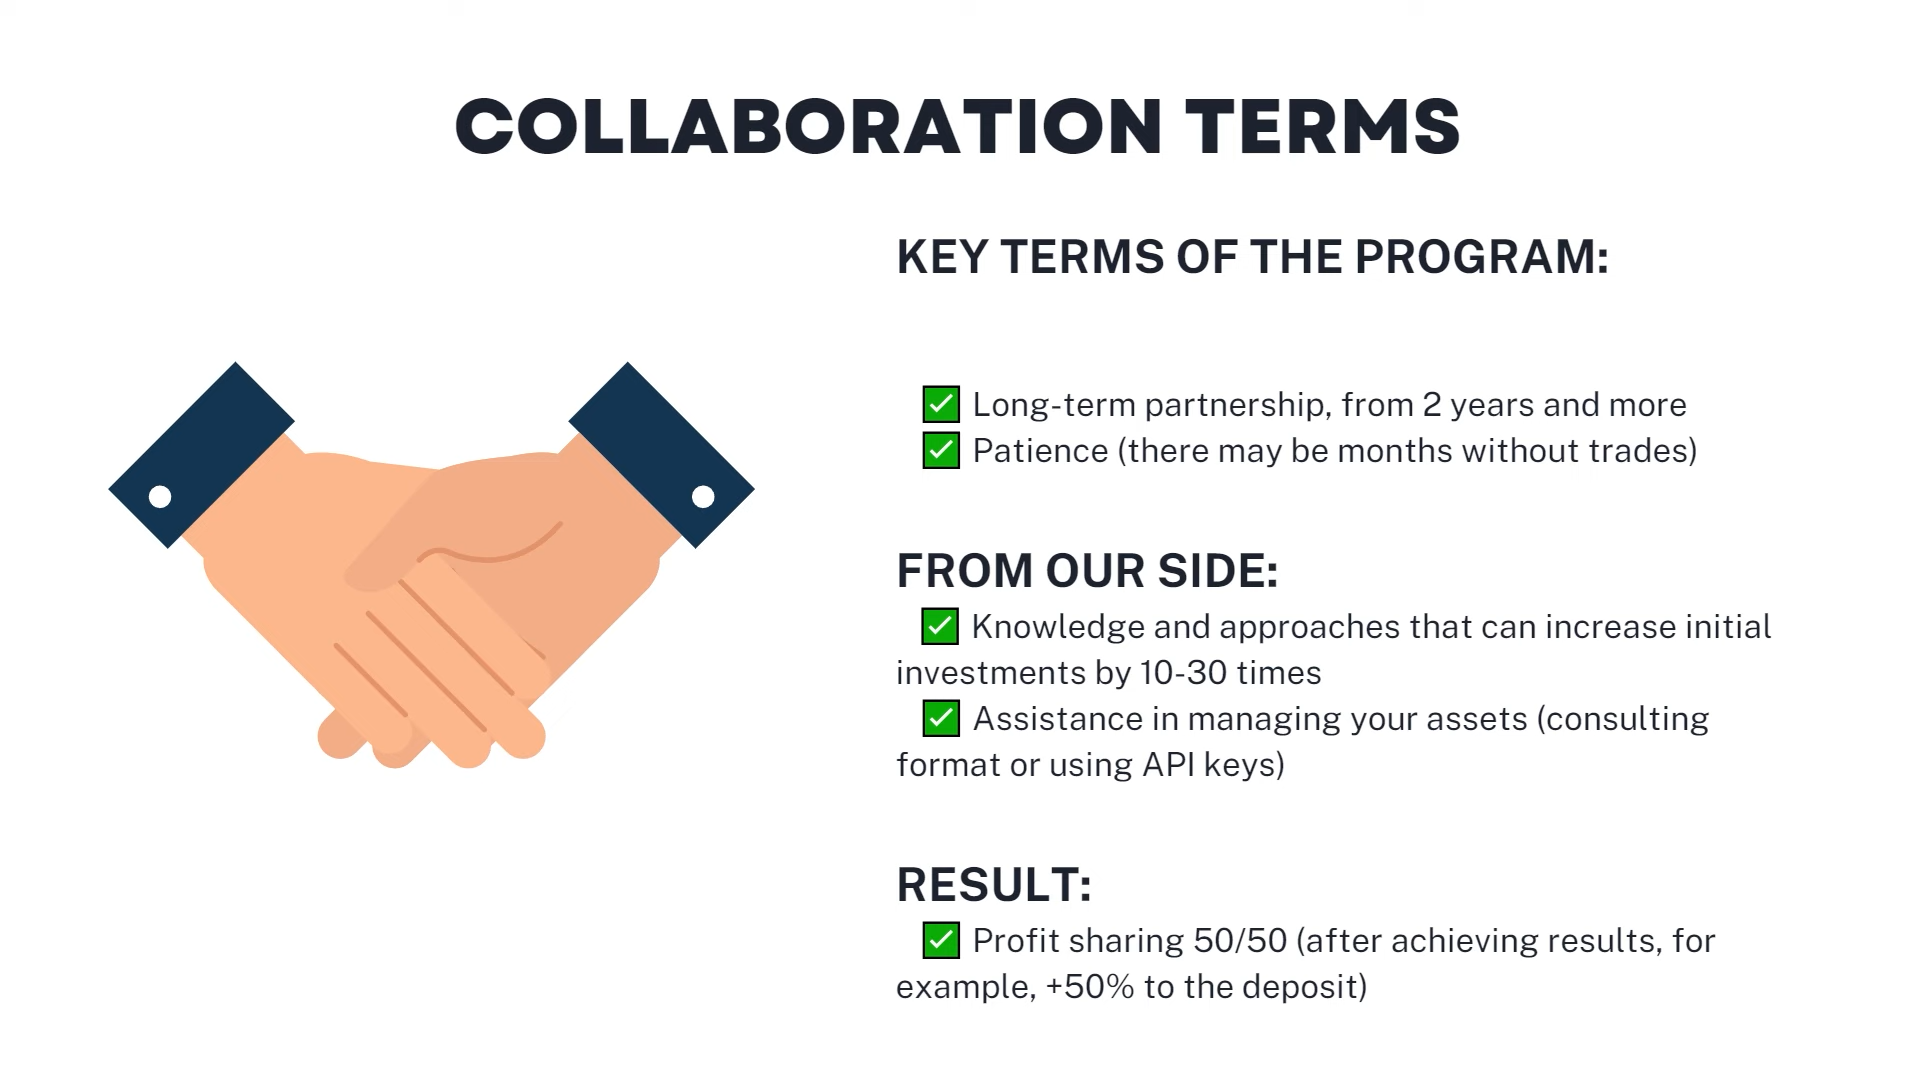 COLLABORATION TERMS
KEY TERMS OF THE PROGRAM:
✅ Long-term partnership, from 2 years and more
✅ Patience (there may be months without trades)
FROM OUR SIDE:
✅ Knowledge and approaches that can increase initial
investments by 10-30 times
✅ Assistance in managing your assets (consulting
format or using API keys)
RESULT:
✅ Profit sharing 50/50 (after achieving results, for
example, +50% to the deposit)